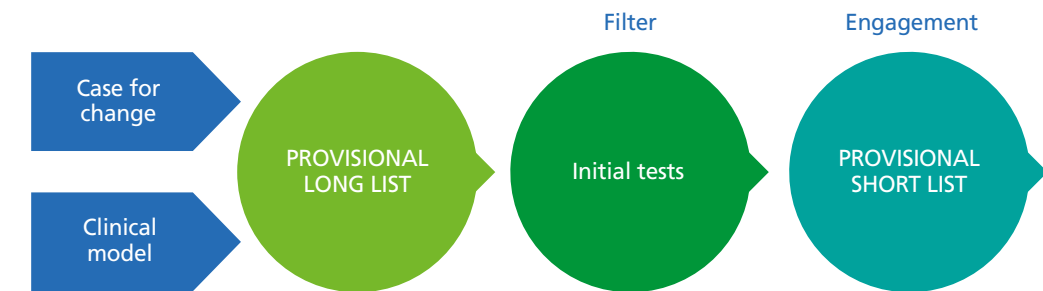 Filter
Engagement
Case for
change
PROVISIONAL
LONG LIST
Initial tests
PROVISIONAL
SHORT LIST
Clinical
model